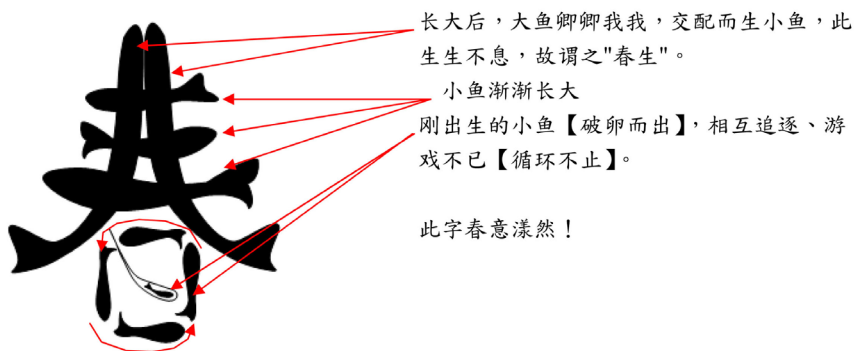 长大后，大鱼卿卿我我，交配而生小鱼，此
生生不息，故谓之"春生"。
小鱼渐渐长大
刚出生的小鱼【破卵而出】，相互追逐、游
戏不已【循环不止】。
此字春意漾然！
春